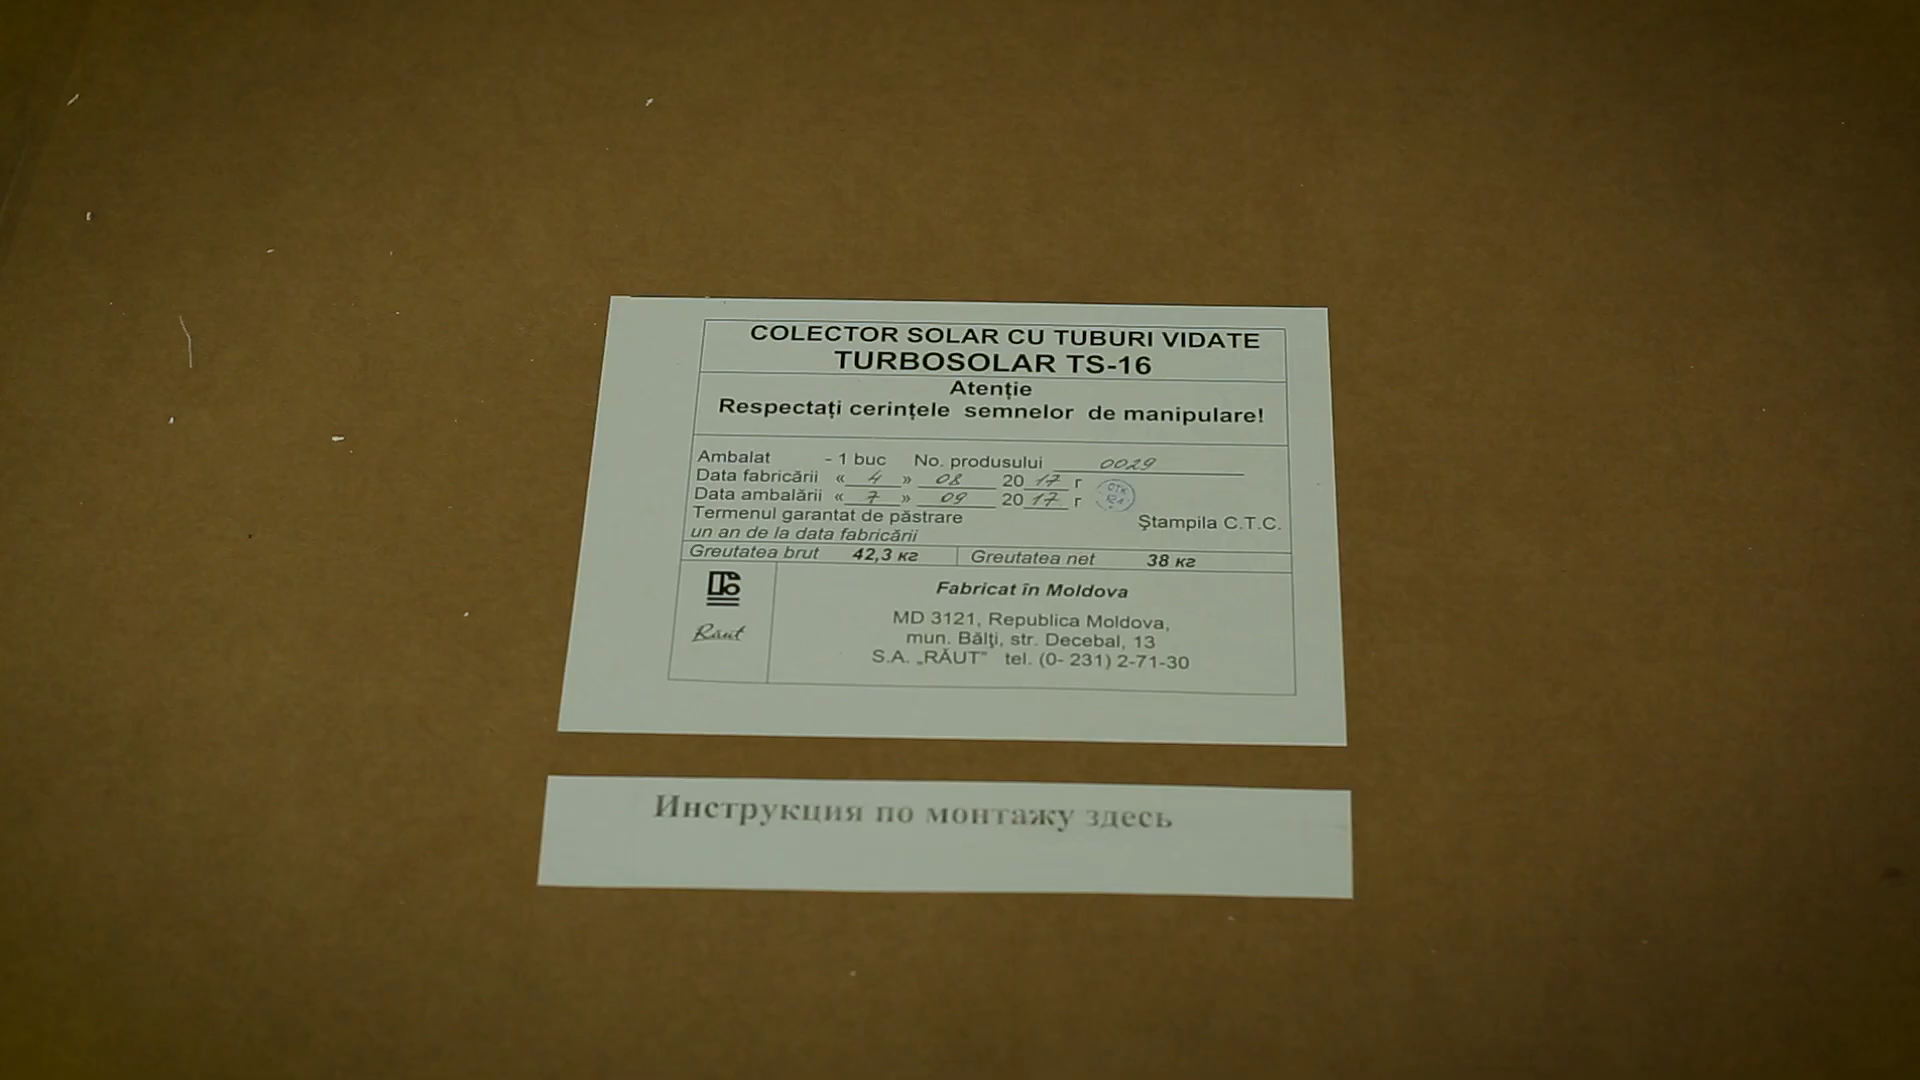 COLECTOR SOLAR CU TUBURI VIDATE
TURBOSOLAR TS-16
Atenție
Respectați cerințele semnelor de manipulare!
Ambalat - 1 buc No. produsului 0029
Data fabricării « 4 » 08 20 17 г
Data ambalării « 7 » 09 20 17 г
ОТК
Termenul garantat de păstrare Ştampila C.T.C.
un an de la data fabricării
Greutatea brut 42,3 кг Greutatea net 38 кг
Răut
Fabricat în Moldova
MD 3121, Republica Moldova,
mun. Bălţi, str. Decebal, 13
S.A. „RĂUT” tel. (0- 231) 2-71-30
Инструкция по монтажу здесь